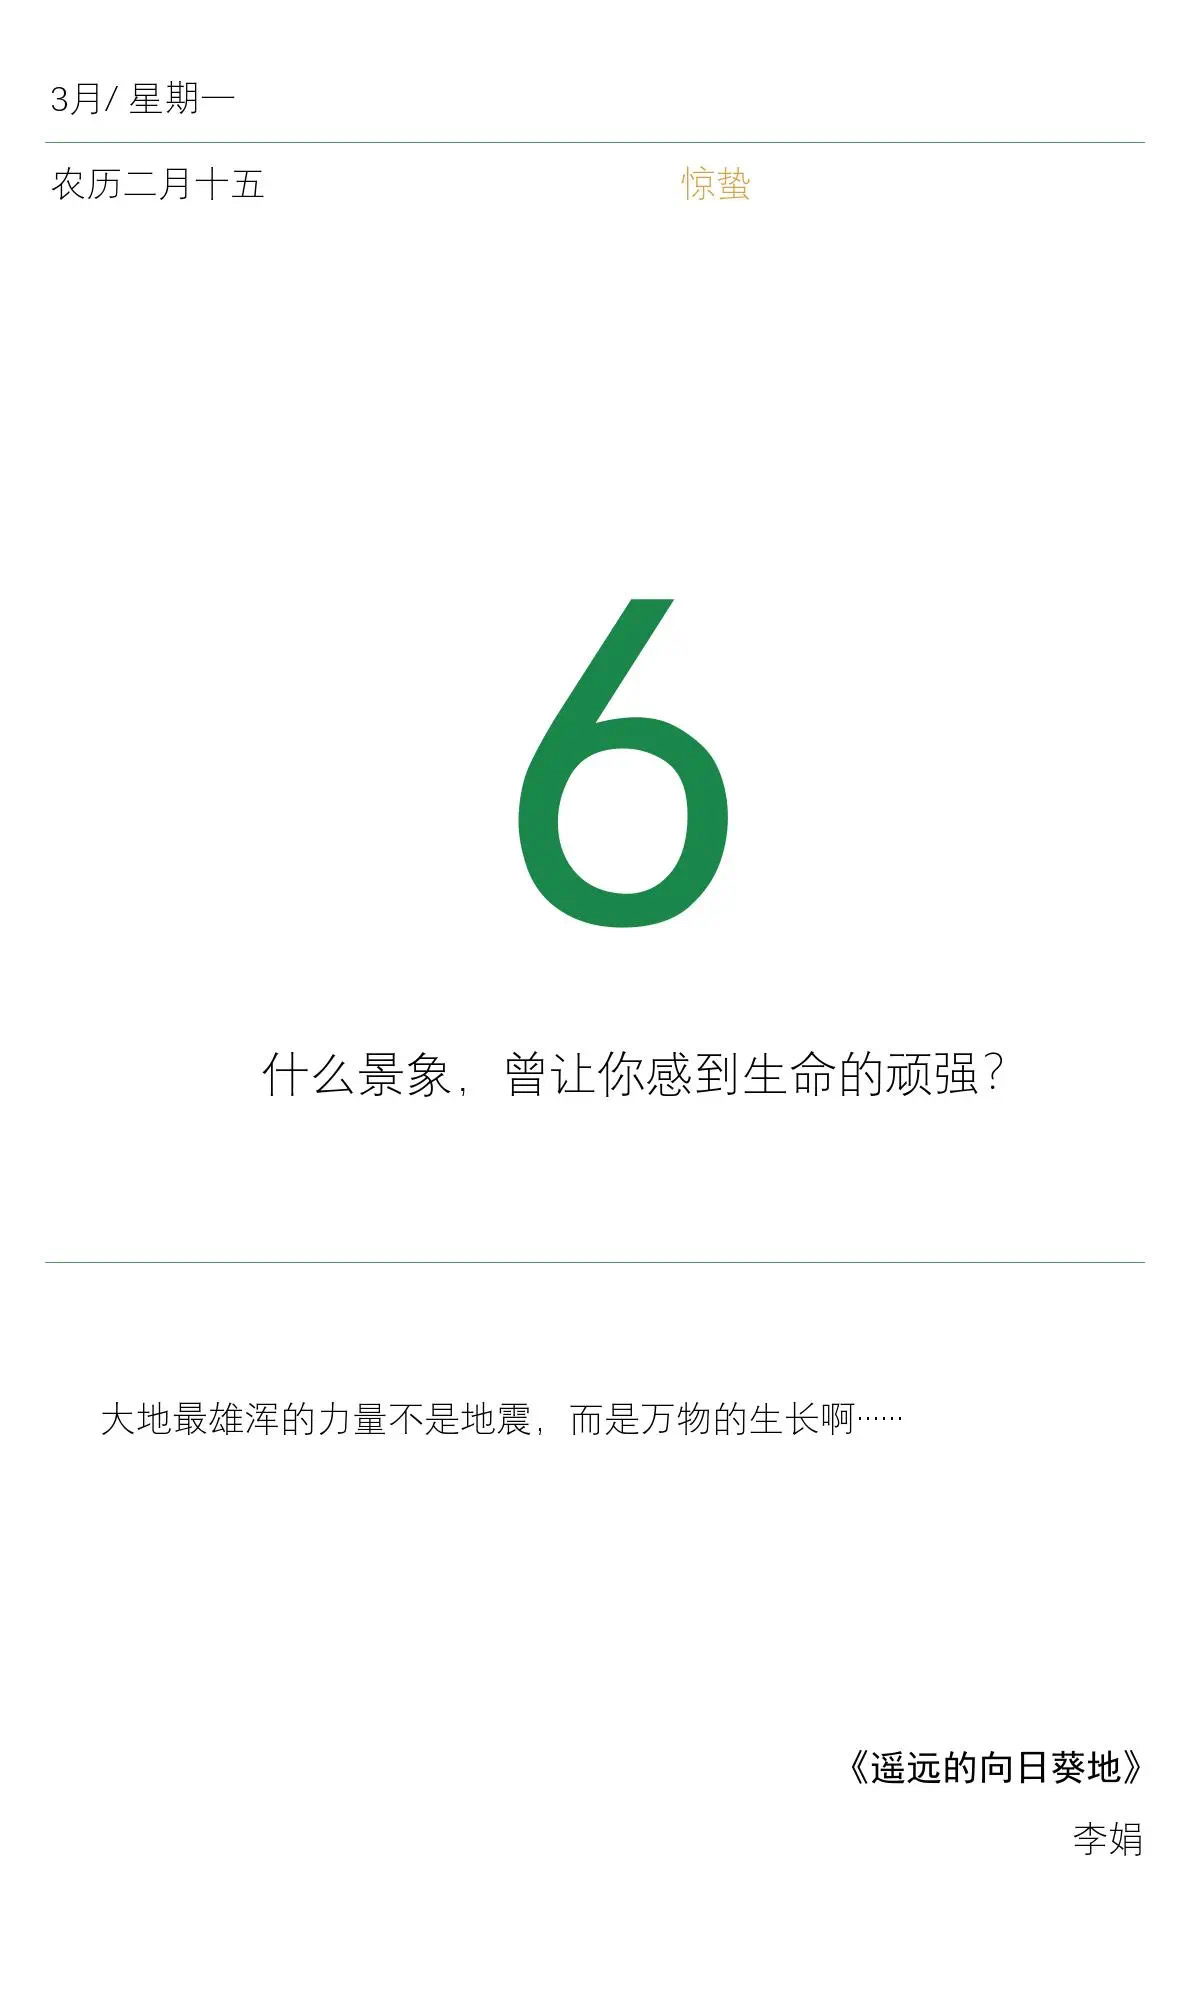 3月/ 星期一
农历二月十五
惊蛰
6
什么景象，曾让你感到生命的顽强？
大地最雄浑的力量不是地震，而是万物的生长啊……
《遥远的向日葵地》
李娟